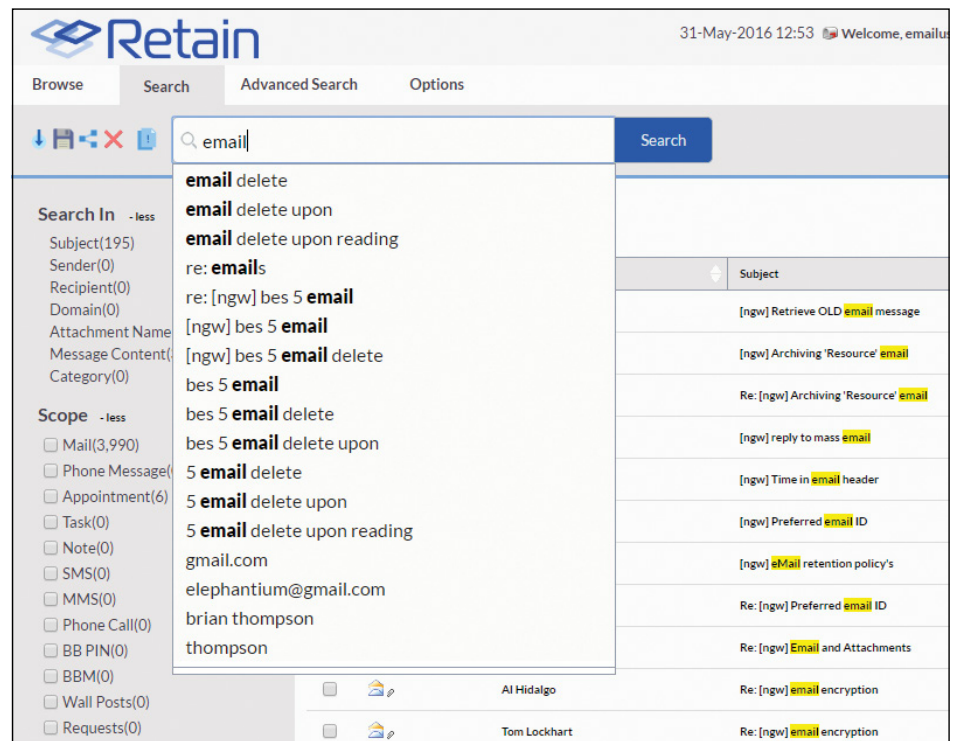 Retain
31-May-2016 12:53 Welcome, emailus
Browse Search Advanced Search Options
email Search
email delete
email delete upon
email delete upon reading
re: emails
re: [ngw] bes 5 email
[ngw] bes 5 email
[ngw] bes 5 email delete
bes 5 email
bes 5 email delete
bes 5 email delete upon
5 email delete
5 email delete upon
5 email delete upon reading
gmail.com
elephantium@gmail.com
brian thompson
thompson
Search In - less
Subject(195)
Sender(0)
Recipient(0)
Domain(0)
Attachment Name
Message Content(
Category(0)
Scope - less
Mail(3,990)
Phone Message(
Appointment(6)
Task(0)
Note(0)
SMS(0)
MMS(0)
Phone Call(0)
BB PIN(0)
BBM(0)
Wall Posts(0)
Requests(0)
Subject
[ngw] Retrieve OLD email message
[ngw] Archiving 'Resource' email
Re: [ngw] Archiving 'Resource' email
[ngw] reply to mass email
[ngw] Time in email header
[ngw] Preferred email ID
[ngw] eMail retention policy's
Re: [ngw] Preferred email ID
Re: [ngw] Email and Attachments
Al Hidalgo Re: [ngw] email encryption
Tom Lockhart Re: [ngw] email encryption